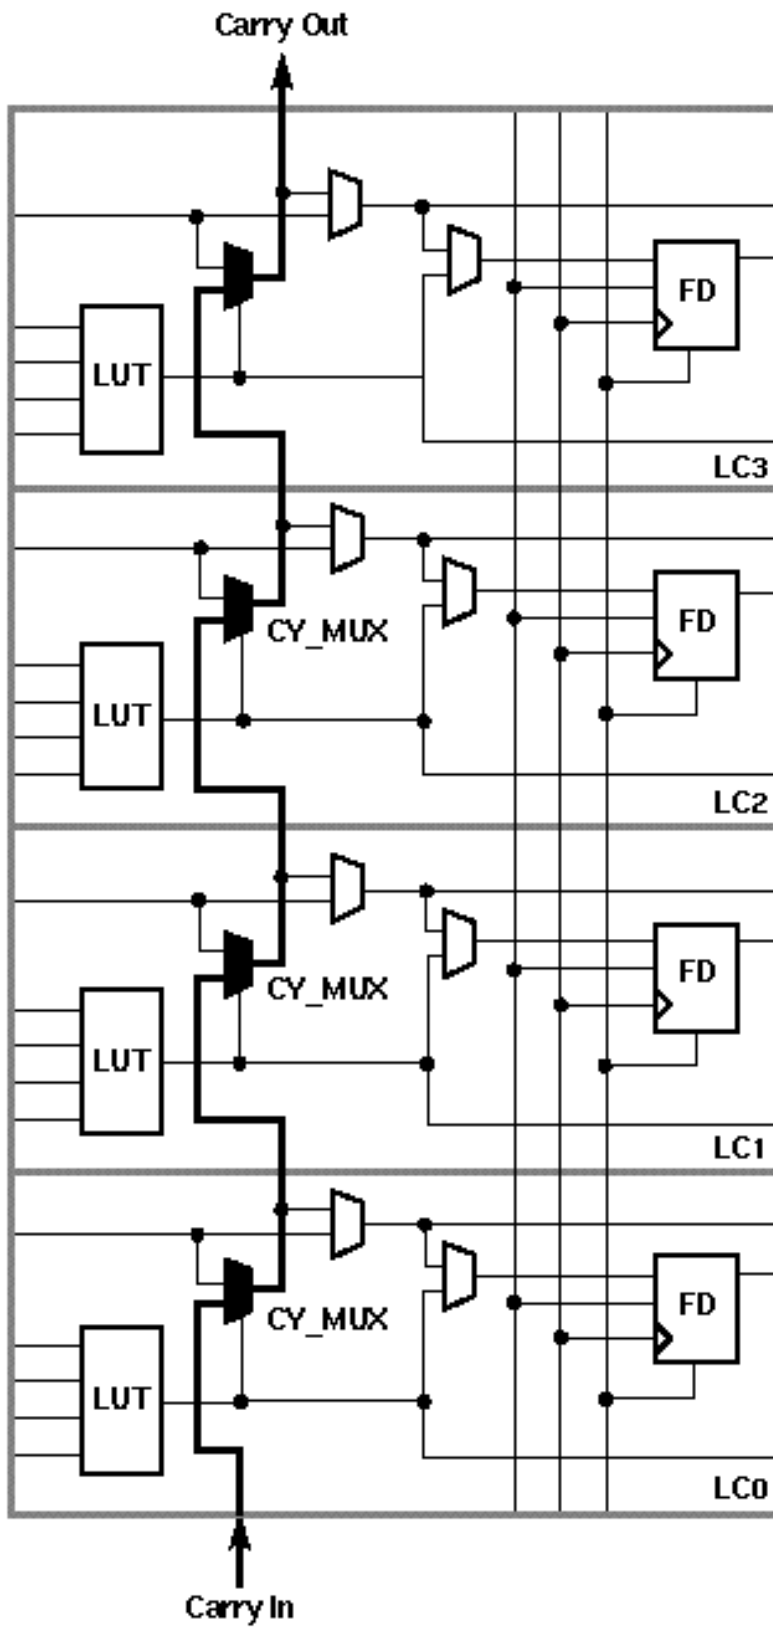 Carry Out
FD
LUT
LC3
FD
CY_MUX
LUT
LC2
FD
CY_MUX
LUT
LC1
FD
CY_MUX
LUT
LC0
Carry In